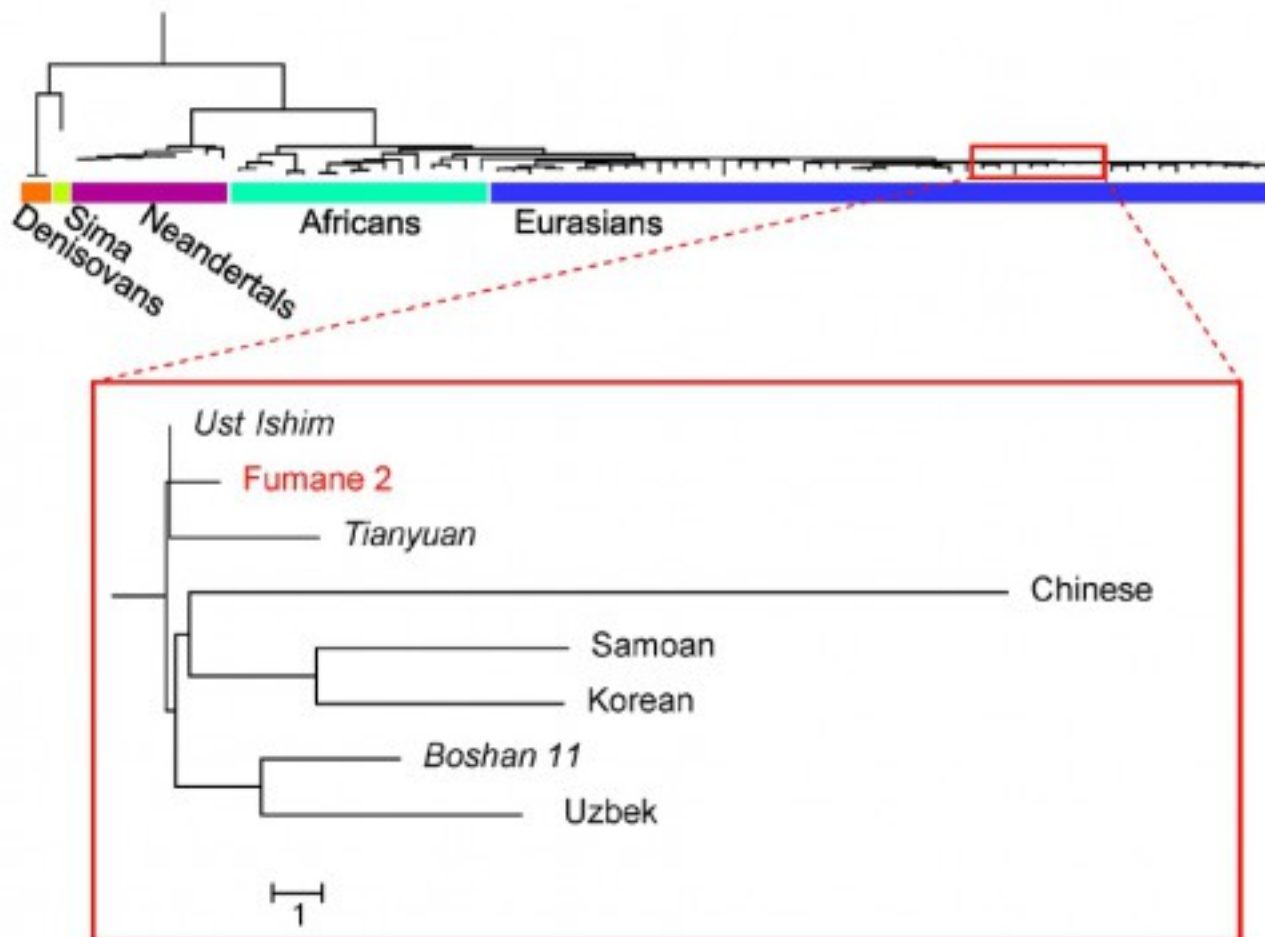 Denisovans
Sima
Neandertals
Africans
Eurasians
Ust Ishim
Fumane 2
Tianyuan
Chinese
Samoan
Korean
Boshan 11
Uzbek
1